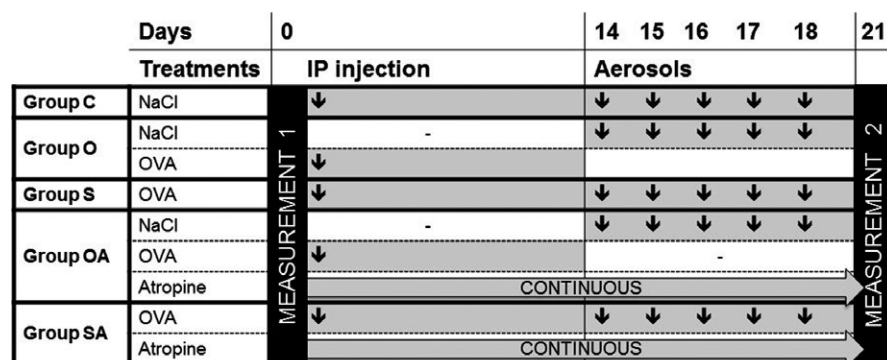 Days 0 14 15 16 17 18 21
Treatments IP injection Aerosols
Group C NaCl
Group O NaCl -
OVA
Group S OVA
Group OA NaCl -
OVA -
Atropine CONTINUOUS
Group SA OVA
Atropine CONTINUOUS
MEASUREMENT 1
MEASUREMENT 2